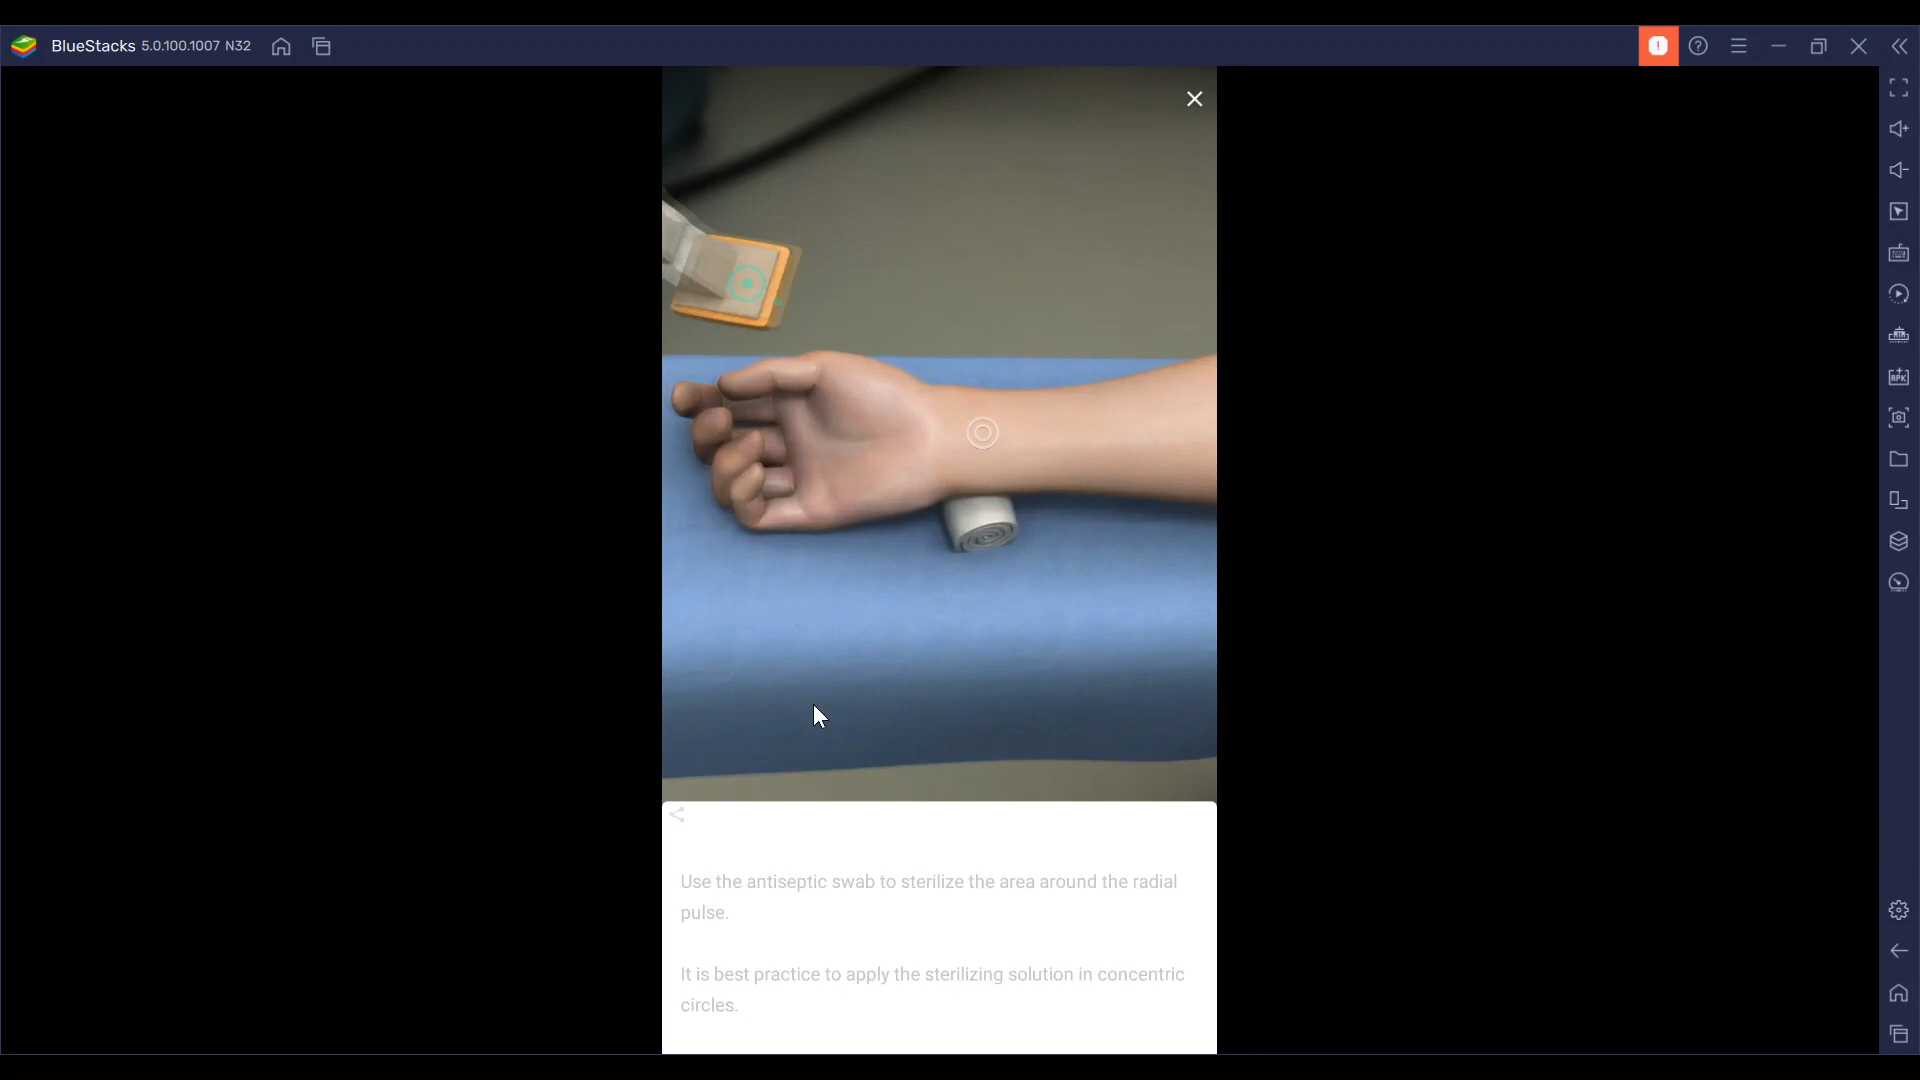 BlueStacks 5.0.100.1007 N32
Use the antiseptic swab to sterilize the area around the radial
pulse.
It is best practice to apply the sterilizing solution in concentric
circles.